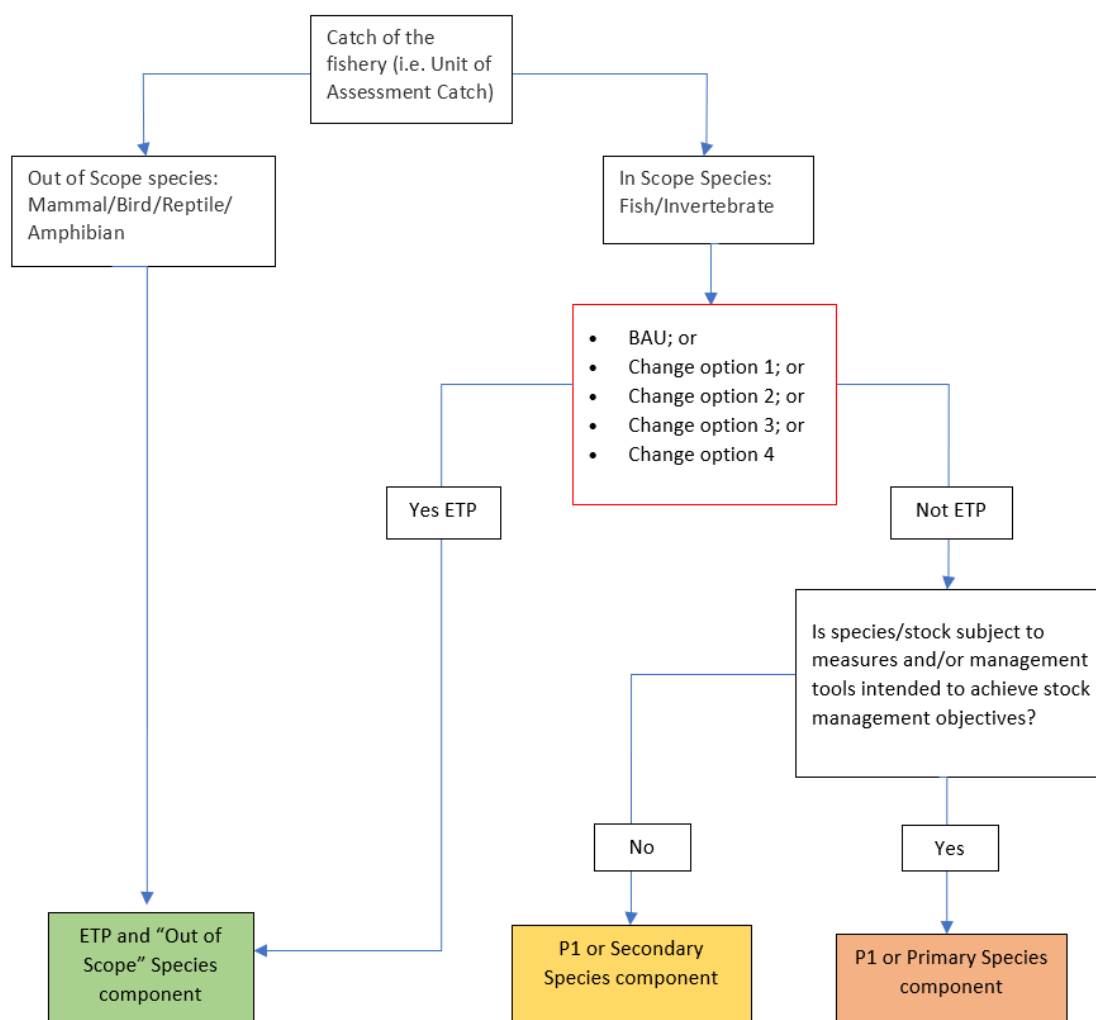 Catch of the
fishery (i.e. Unit of
Assessment Catch)
Out of Scope species:
Mammal/Bird/Reptile/
Amphibian
In Scope Species:
Fish/Invertebrate
• BAU; or
• Change option 1; or
• Change option 2; or
• Change option 3; or
• Change option 4
Yes ETP
Not ETP
Is species/stock subject to
measures and/or management
tools intended to achieve stock
management objectives?
No
Yes
ETP and “Out of
Scope” Species
component
P1 or Secondary
Species component
P1 or Primary Species
component